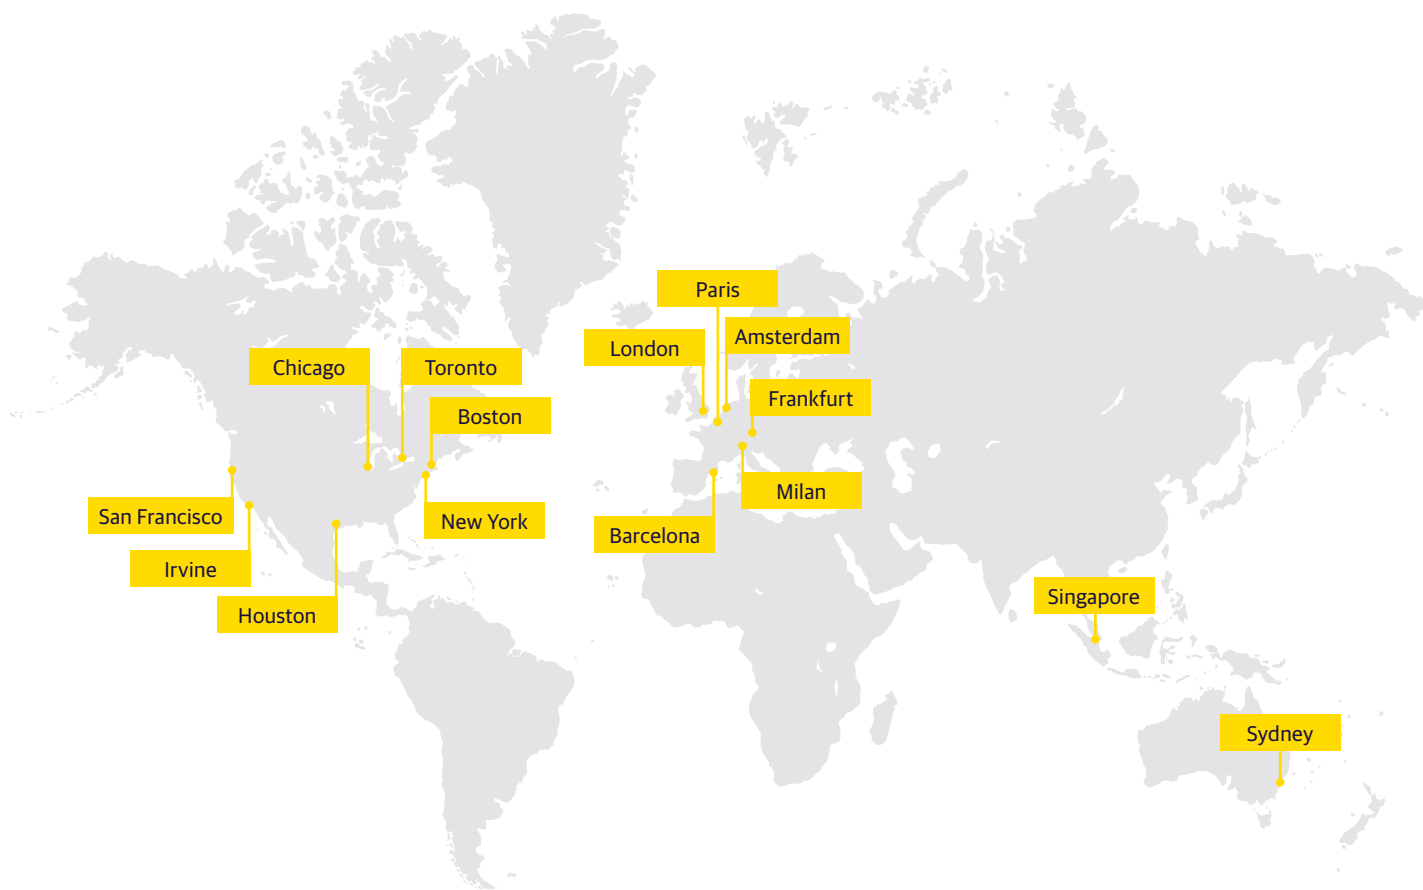 Paris
Amsterdam
London
Chicago
Toronto
Frankfurt
Boston
Milan
San Francisco
New York
Barcelona
Irvine
Singapore
Houston
Sydney